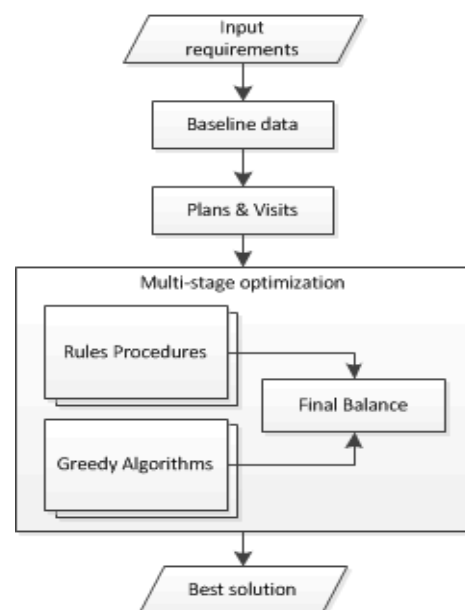 Input
requirements
Baseline data
Plans & Visits
Multi-stage optimization
Rules Procedures
Final Balance
Greedy Algorithms
Best solution